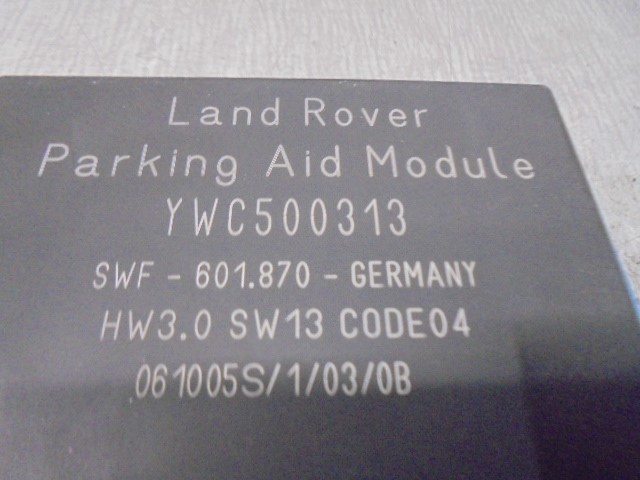 Land Rover
Parking Aid Module
YWC500313
SWF - 601.870 - GERMANY
HW3.0 SW13 CODE04
061005S/1/03/0B